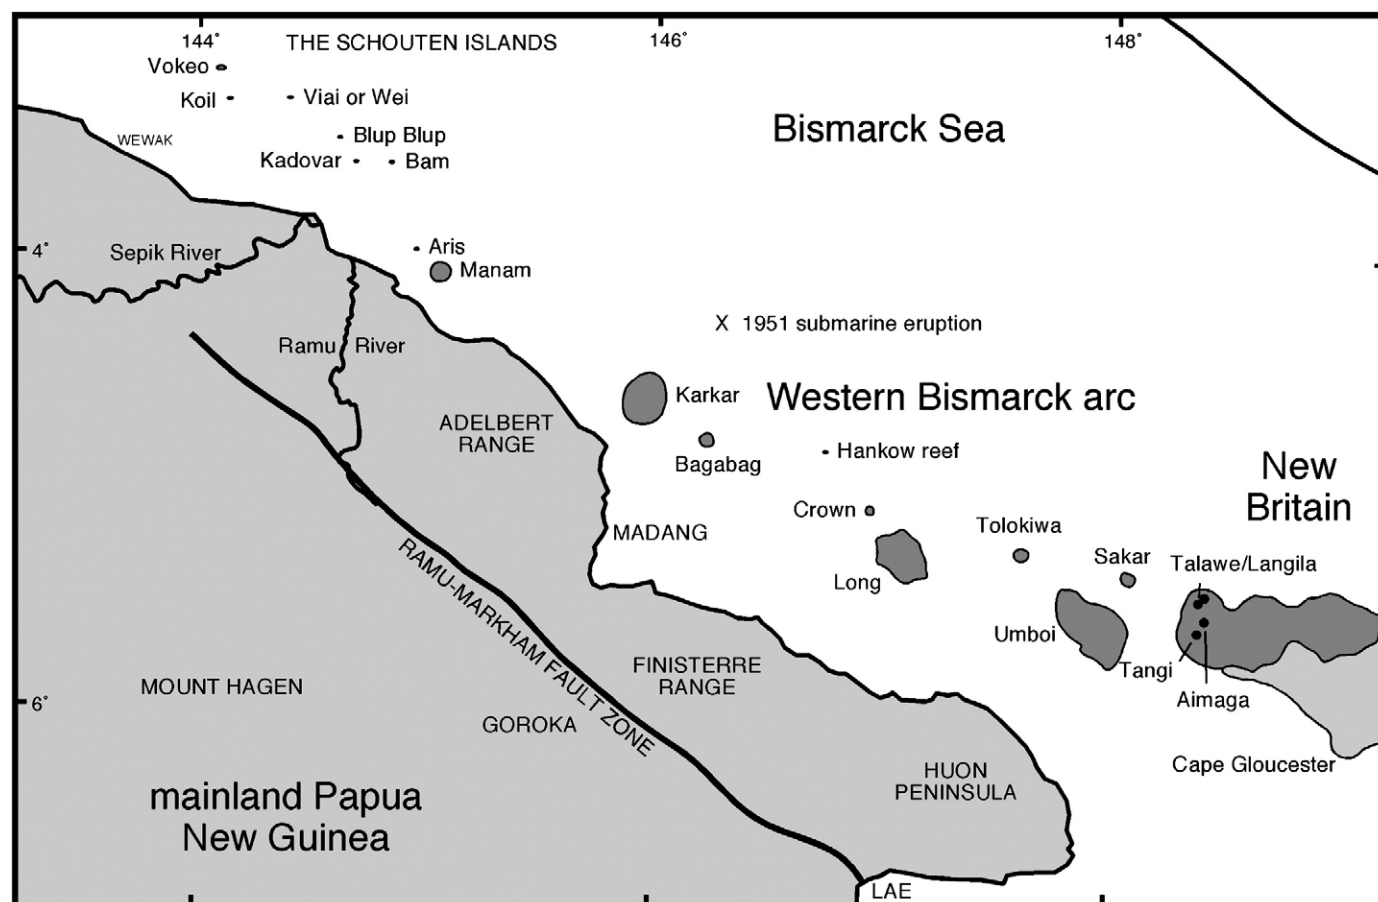 144°
THE SCHOUTEN ISLANDS
146°
148°
Vokeo
Koil
Viai or Wei
Blup Blup
WEWAK
Kadovar
Bam
Bismarck Sea
4°
Sepik River
Aris
Manam
X 1951 submarine eruption
Ramu River
Karkar
Western Bismarck arc
ADELBERT
RANGE
Bagabag
Hankow reef
New
Britain
Crown
MADANG
Tolokiwa
Sakar
Talawe/Langila
Long
RAMU-MARKHAM FAULT ZONE
Umboi
Tangi
Aimaga
FINISTERRE
RANGE
MOUNT HAGEN
6°
GOROKA
Cape Gloucester
HUON
PENINSULA
mainland Papua
New Guinea
LAE